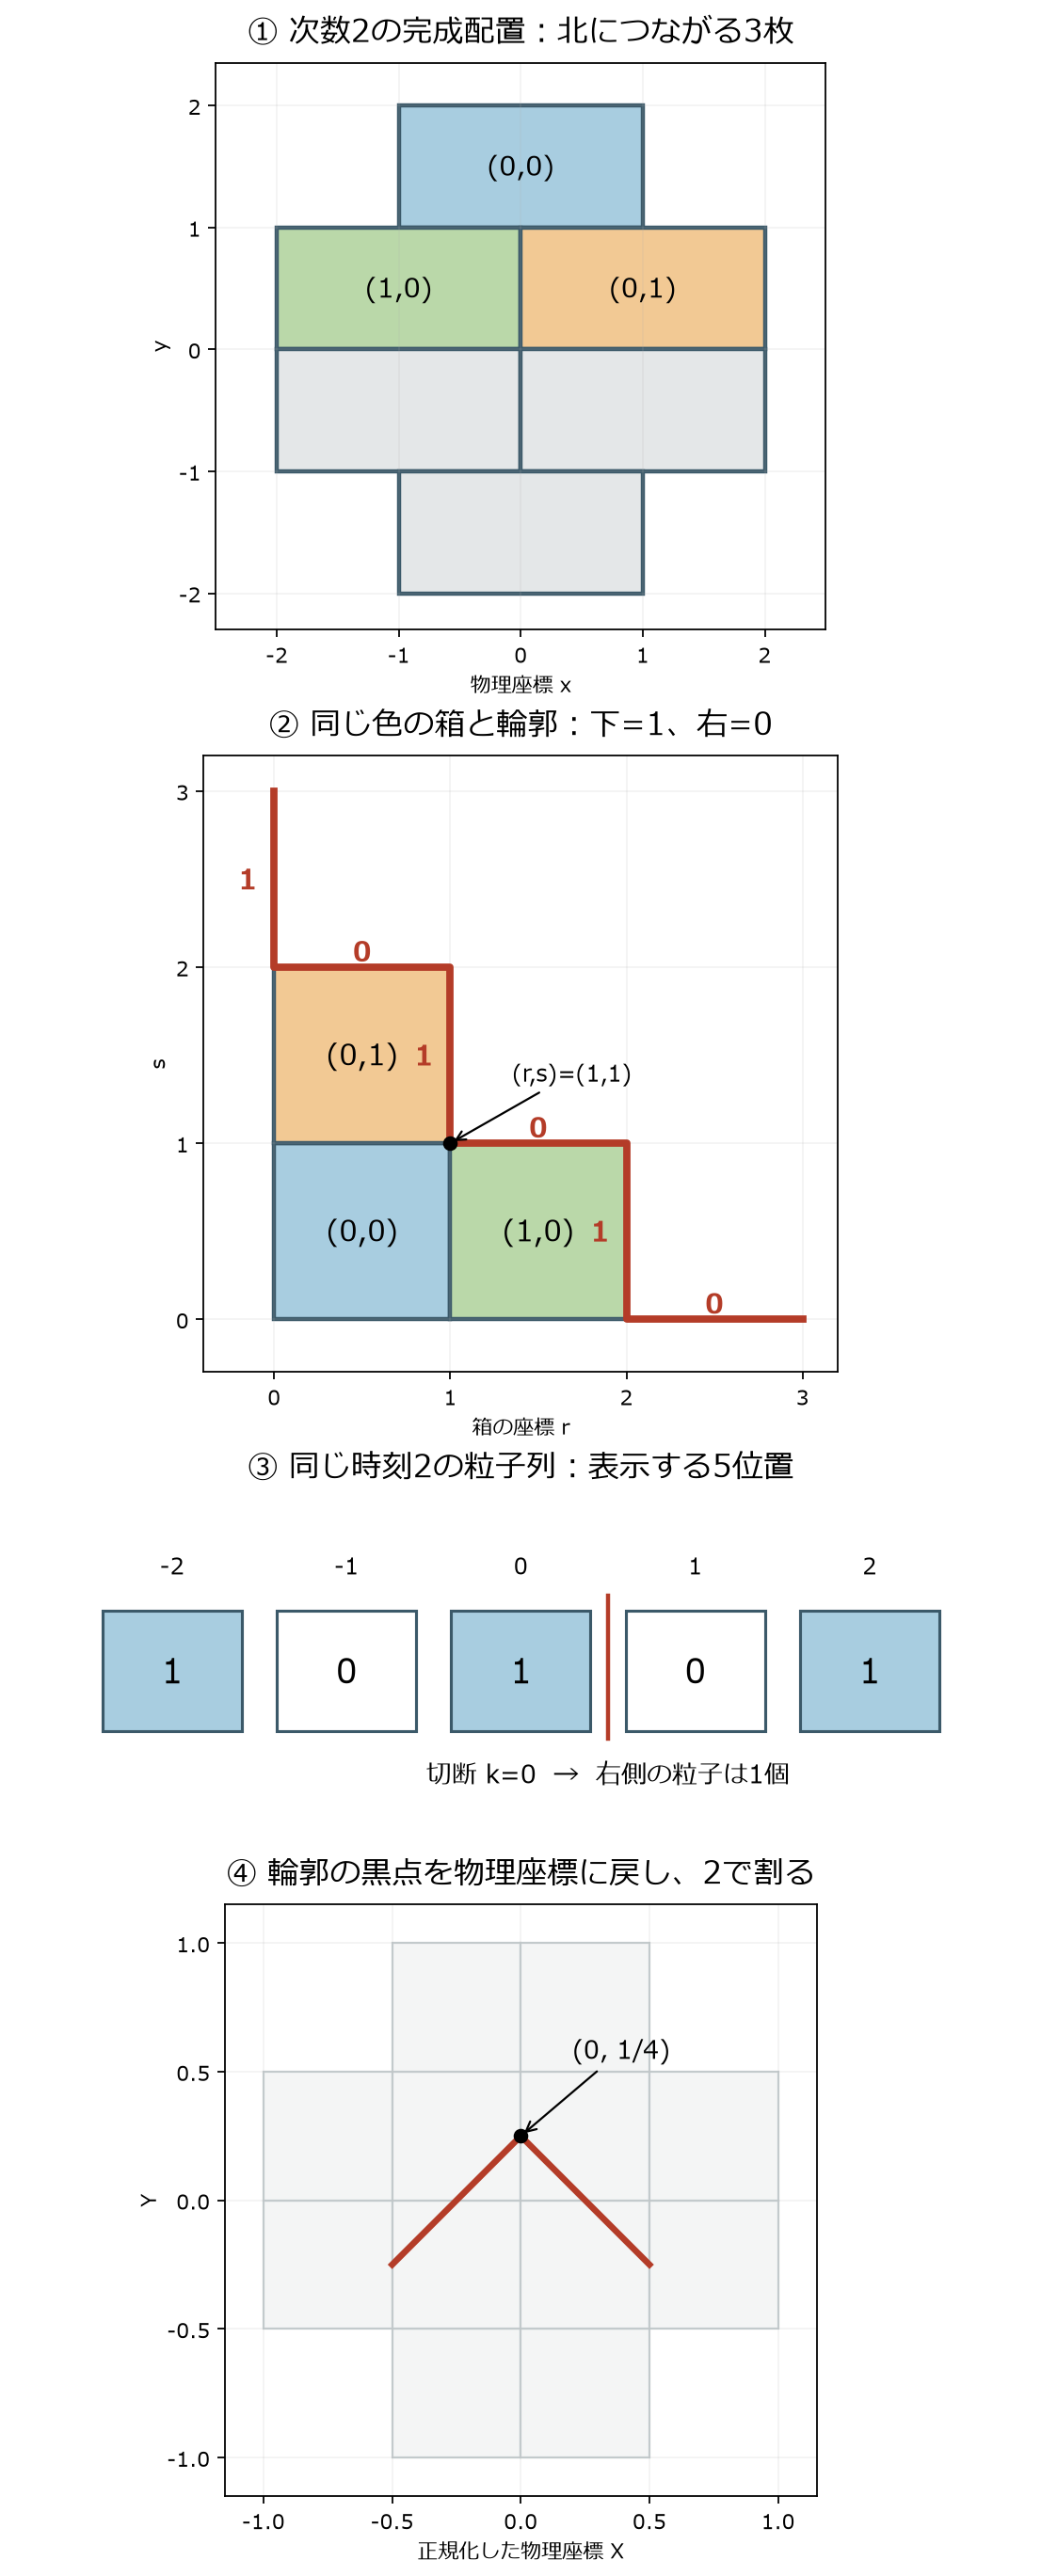 ① 次数2の完成配置：北につながる3枚
2
(0,0)
1
(1,0)
(0,1)
y
0
-1
-2
-2 -1 0 1 2
物理座標 x
② 同じ色の箱と輪郭：下=1、右=0
3
1
0
2
(0,1) 1
(r,s)=(1,1)
s
0
1
(0,0)
(1,0) 1
0
0
0 1 2 3
箱の座標 r
③ 同じ時刻2の粒子列：表示する5位置
-2 -1 0 1 2
1 0 1 0 1
切断 k=0 → 右側の粒子は1個
④ 輪郭の黒点を物理座標に戻し、2で割る
1.0
(0, 1/4)
0.5
Y
0.0
-0.5
-1.0
-1.0 -0.5 0.0 0.5 1.0
正規化した物理座標 X